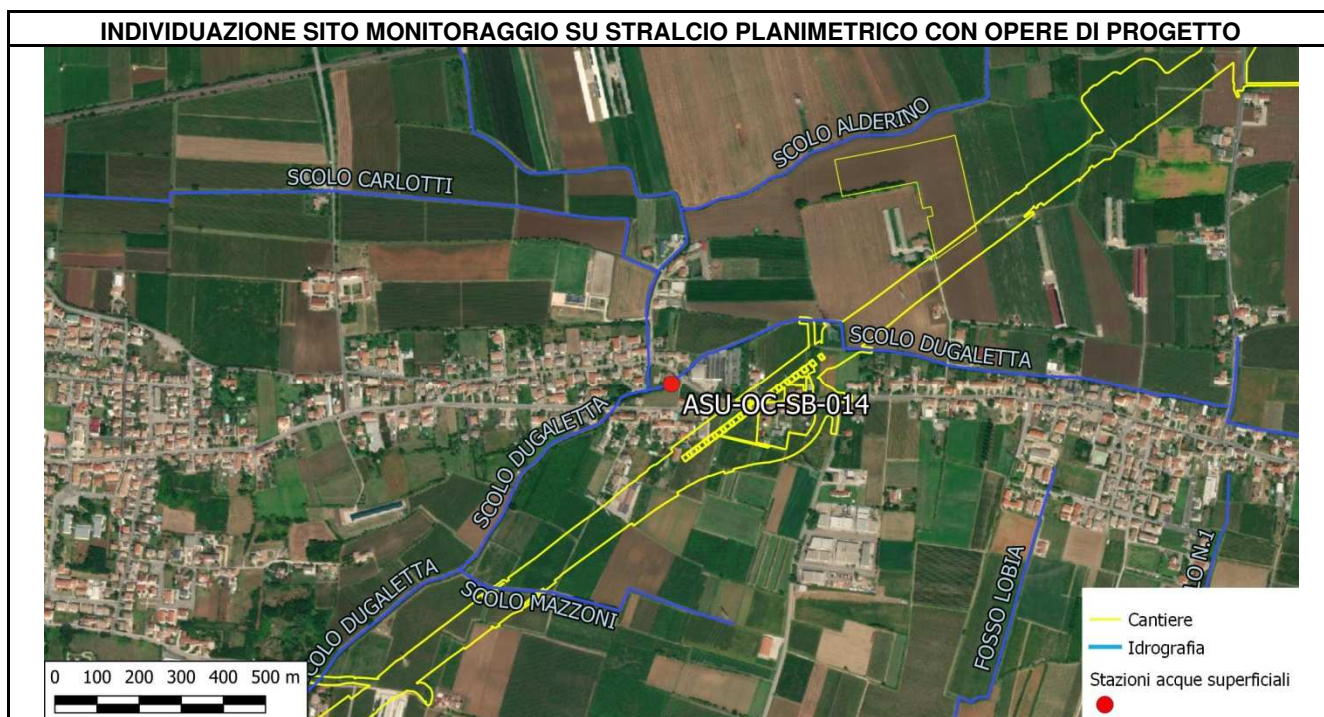 INDIVIDUAZIONE SITO MONITORAGGIO SU STRALCIO PLANIMETRICO CON OPERE DI PROGETTO
SCOLO ALDERINO
SCOLO CARLOTTI
SCOLO DUGALETTA
ASU-OC-SB-014
SCOLO DUGALETTA
SCOLO DUGALETTA
SCOLO MAZZONI
FOSSO LOBIA
LO N.1
0 100 200 300 400 500 m
Cantiere
Idrografia
Stazioni acque superficiali